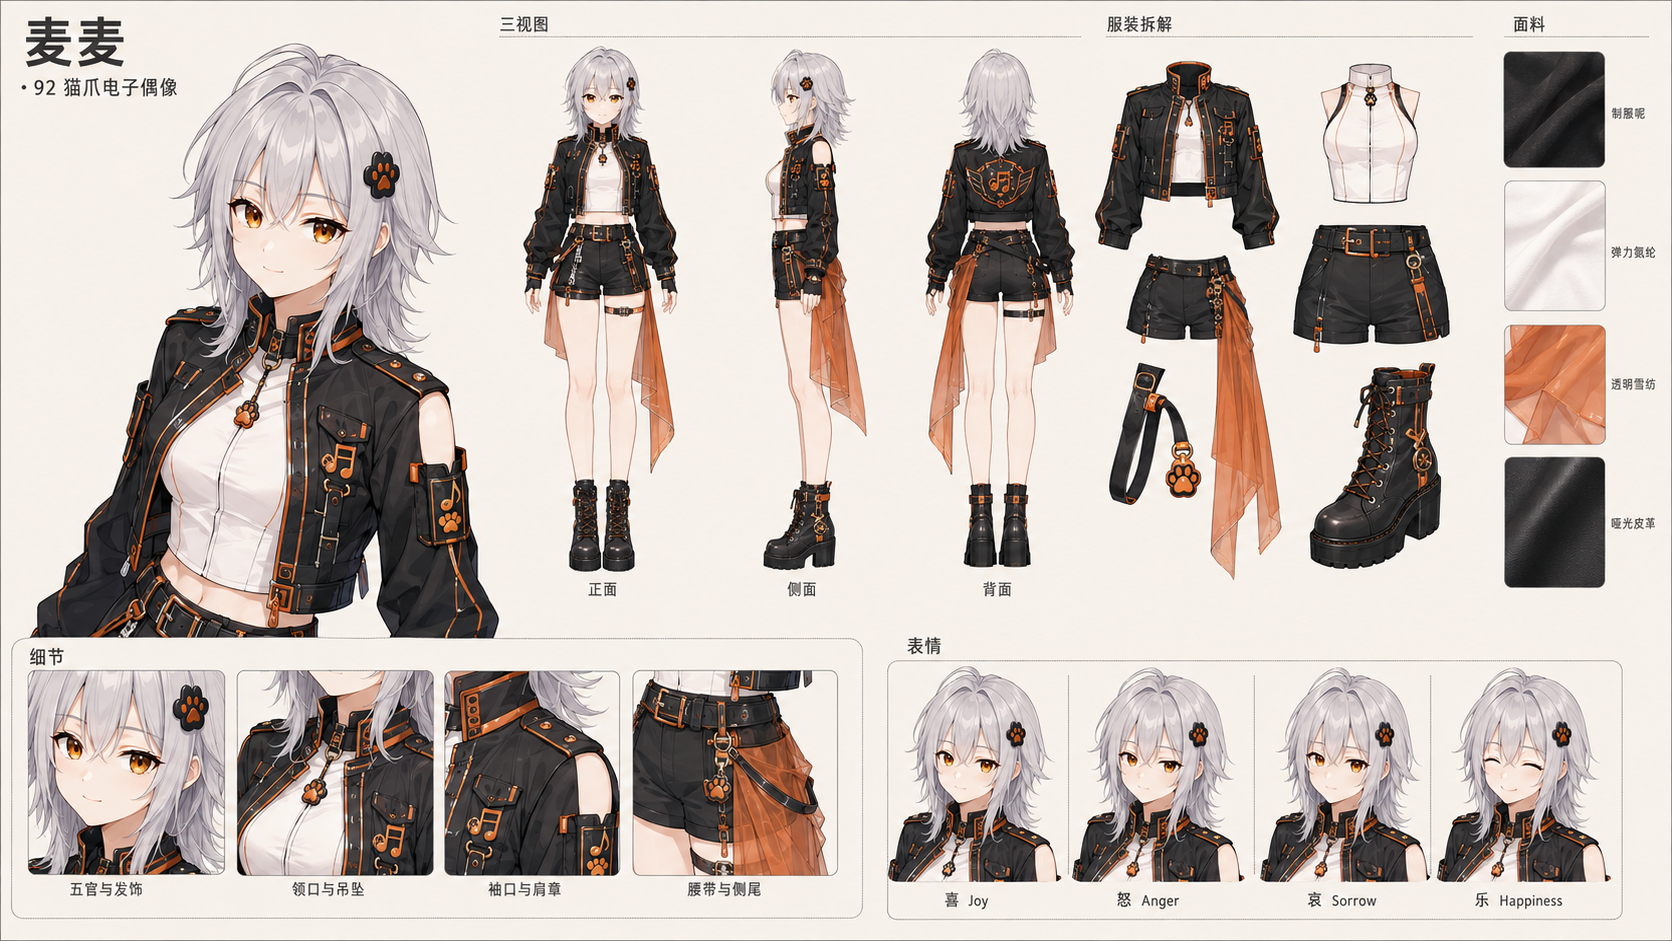 麦麦
·92 猫爪电子偶像
三视图
正面
侧面
背面
服装拆解
面料
制服呢
弹力氨纶
透明雪纺
哑光皮革
细节
五官与发饰
领口与吊坠
袖口与肩章
腰带与侧尾
表情
喜 Joy
怒 Anger
哀 Sorrow
乐 Happiness